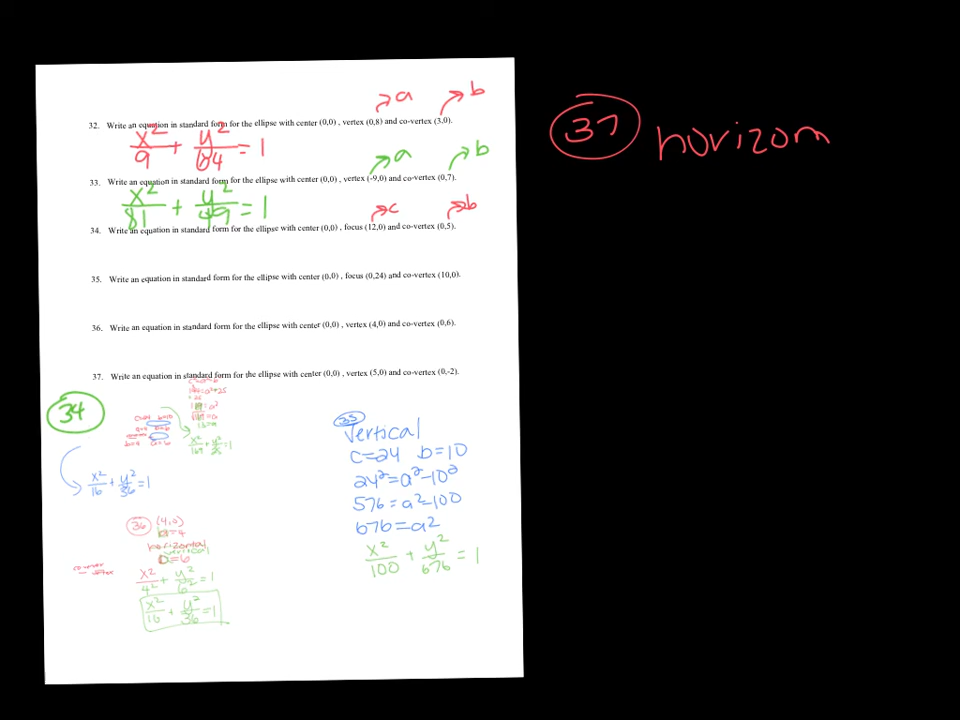 a b
32. Write an equation in standard form for the ellipse with center (0,0) , vertex (0,8) and co-vertex (3,0).
x²/9 + y²/64 = 1
a b
33. Write an equation in standard form for the ellipse with center (0,0) , vertex (-9,0) and co-vertex (0,7).
x²/81 + y²/49 = 1
c b
34. Write an equation in standard form for the ellipse with center (0,0) , focus (12,0) and co-vertex (0,5).
35. Write an equation in standard form for the ellipse with center (0,0) , focus (0,24) and co-vertex (10,0).
36. Write an equation in standard form for the ellipse with center (0,0) , vertex (4,0) and co-vertex (0,6).
37. Write an equation in standard form for the ellipse with center (0,0) , vertex (5,0) and co-vertex (0,-2).
34
x²/169 + y²/25 = 1
x²/16 + y²/36 = 1
36 (4,0)
horizontal
vertical
x²/4² + y²/6² = 1
x²/16 + y²/36 = 1
35
Vertical
c=24 b=10
24²=a²-10²
576=a²-100
676=a²
x²/100 + y²/676 = 1
37 horizom